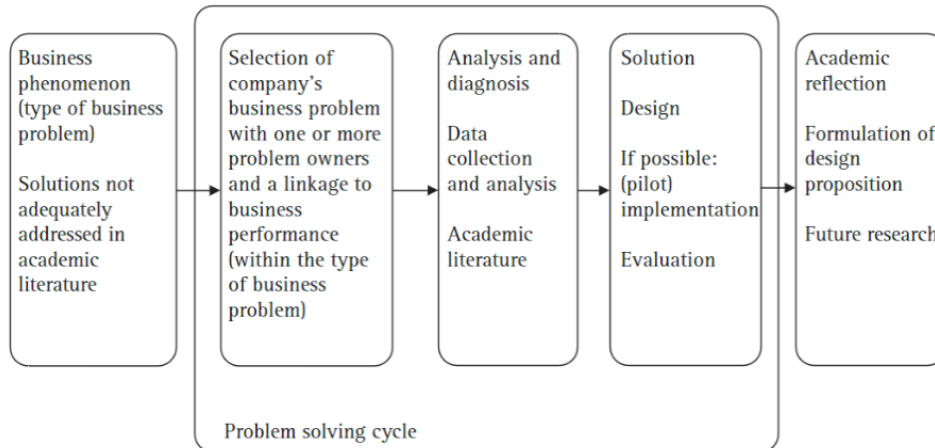 Business
phenomenon
(type of business
problem)
Solutions not
adequately
addressed in
academic
literature
Selection of
company's
business problem
with one or more
problem owners
and a linkage to
business
performance
(within the type
of business
problem)
Analysis and
diagnosis
Data
collection
and analysis
Academic
literature
Solution
Design
If possible:
(pilot)
implementation
Evaluation
Academic
reflection
Formulation of
design
proposition
Future research
Problem solving cycle